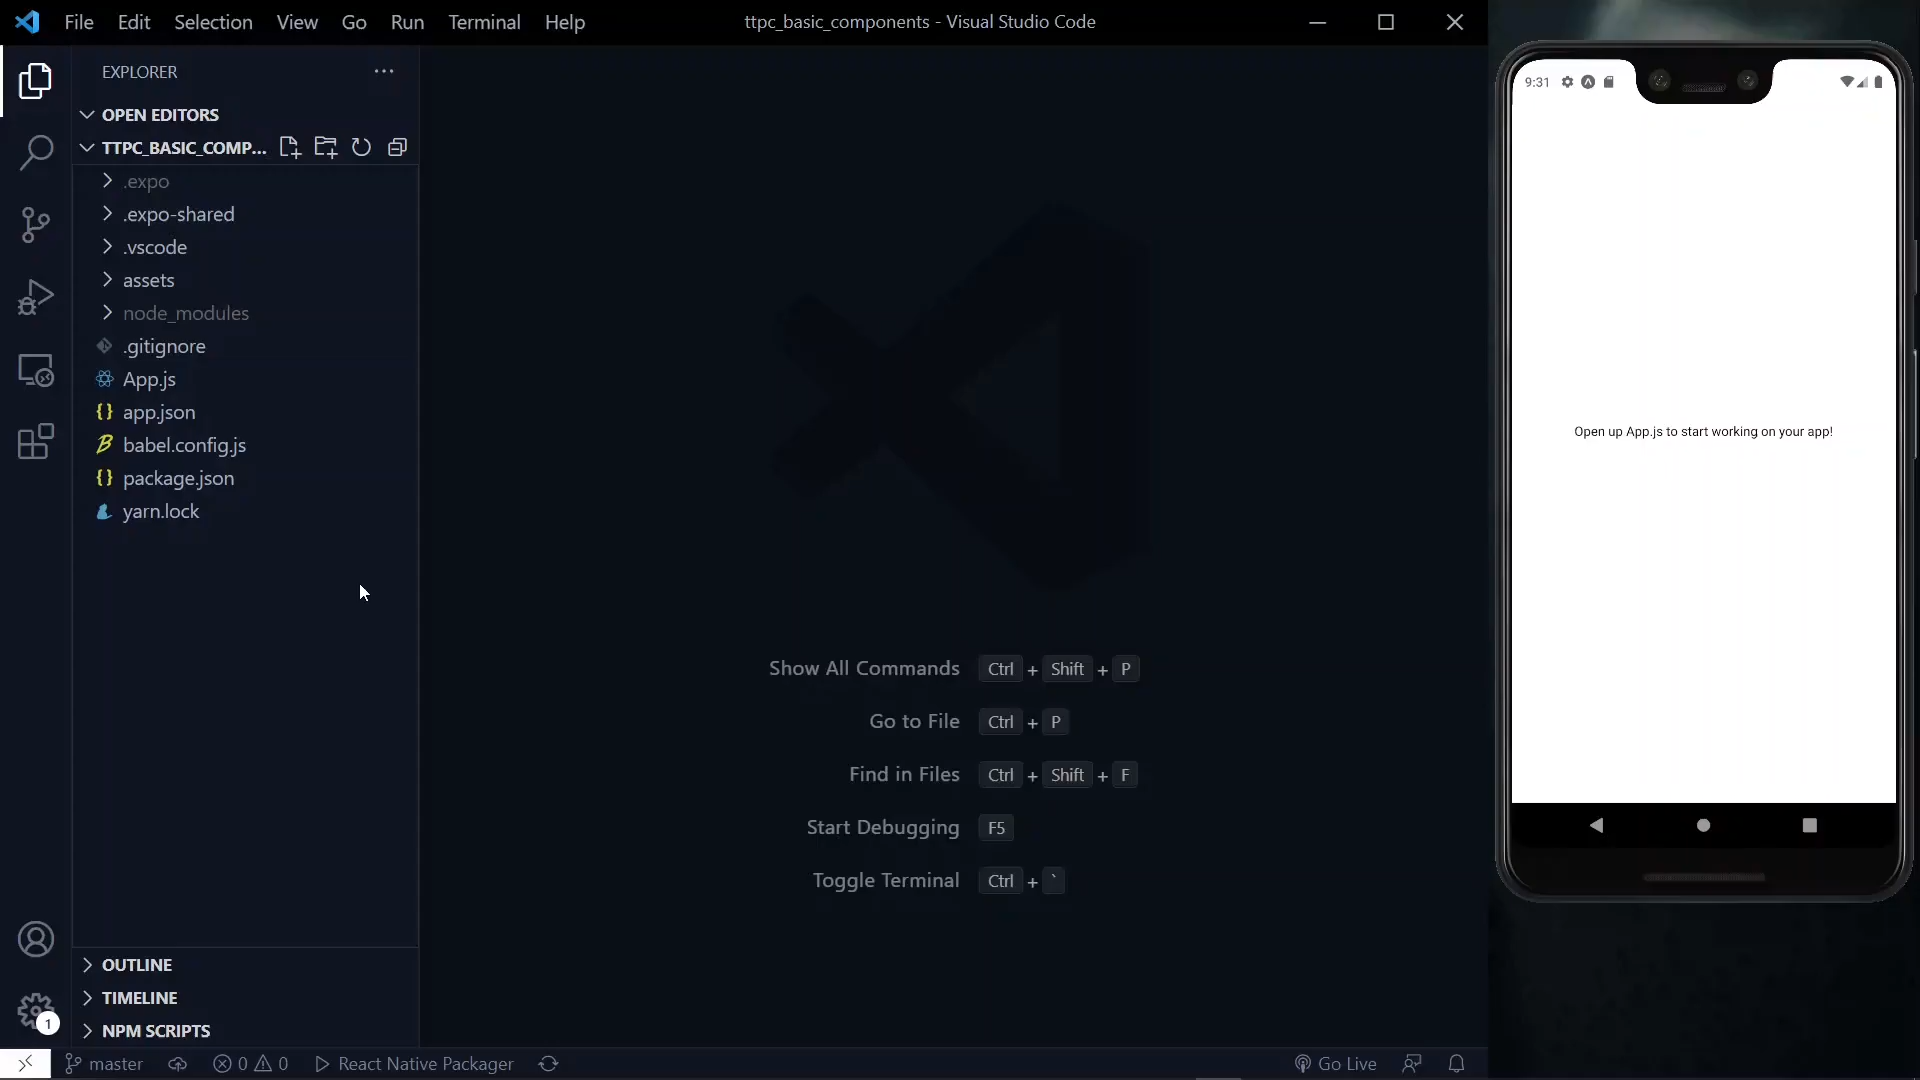 File Edit Selection View Go Run Terminal Help
ttpc_basic_components - Visual Studio Code
EXPLORER
OPEN EDITORS
TTPC_BASIC_COMP...
.expo
.expo-shared
.vscode
assets
node_modules
.gitignore
App.js
app.json
babel.config.js
package.json
yarn.lock
Show All Commands Ctrl + Shift + P
Go to File Ctrl + P
Find in Files Ctrl + Shift + F
Start Debugging F5
Toggle Terminal Ctrl + `
OUTLINE
TIMELINE
NPM SCRIPTS
1
master 0 0 React Native Packager
Go Live
9:31
Open up App.js to start working on your app!